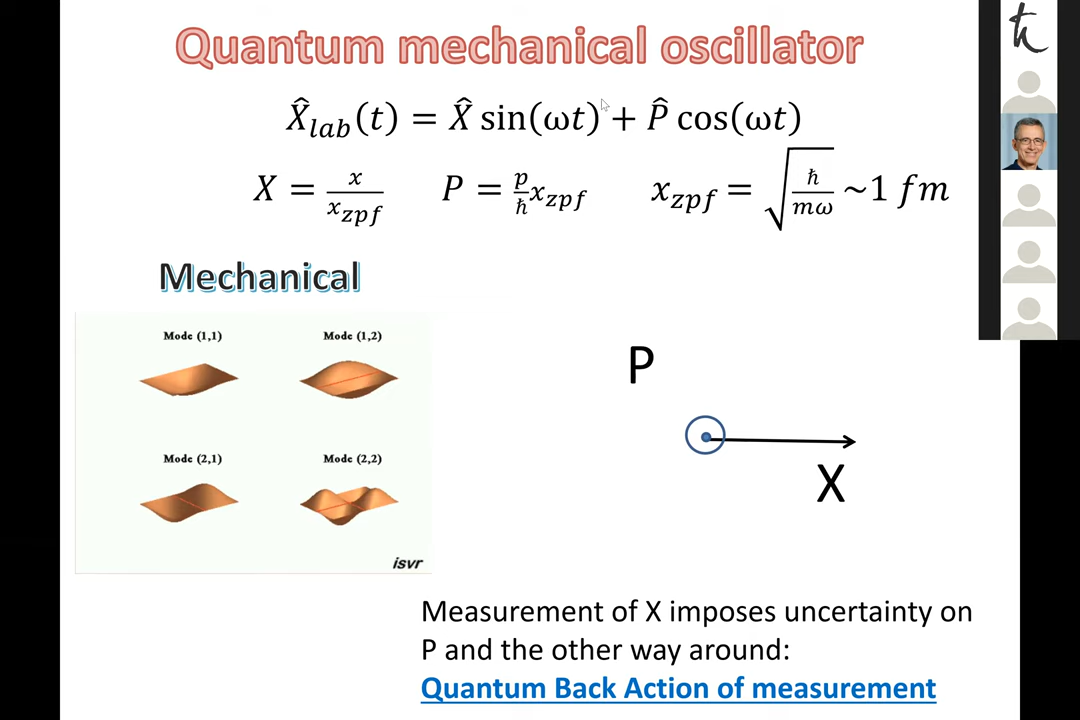 Quantum mechanical oscillator
ħ
X̂_lab(t) = X̂ sin(ωt) + P̂ cos(ωt)
X = x/x_zpf P = p/ħ x_zpf x_zpf = √(ħ/mω) ~1 fm
Mechanical
Mode (1,1) Mode (1,2)
P
X
Mode (2,1) Mode (2,2)
isvr
Measurement of X imposes uncertainty on
P and the other way around:
Quantum Back Action of measurement